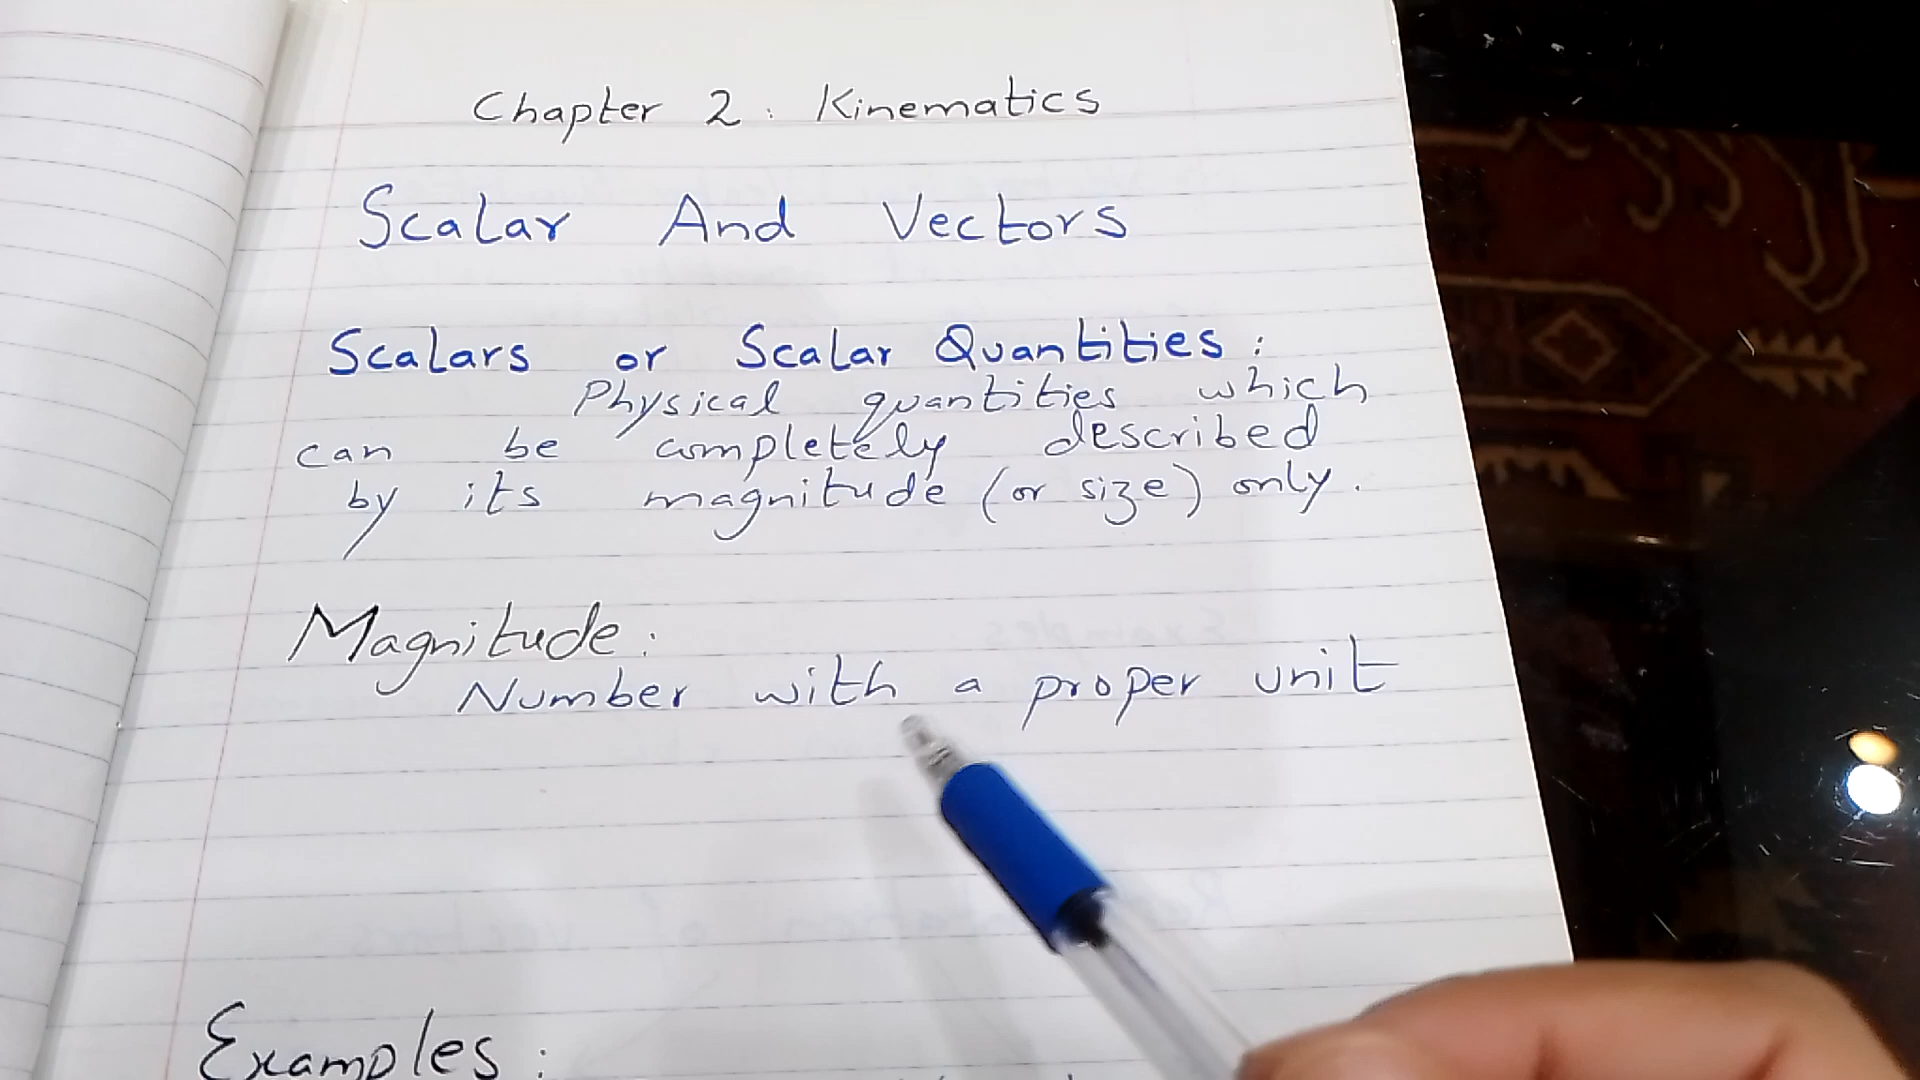 Chapter 2 : Kinematics
Scalar And Vectors
Scalars or Scalar Quantities :
Physical quantities which
can be completely described
by its magnitude (or size) only.
Magnitude :
Number with a proper unit
Examples :